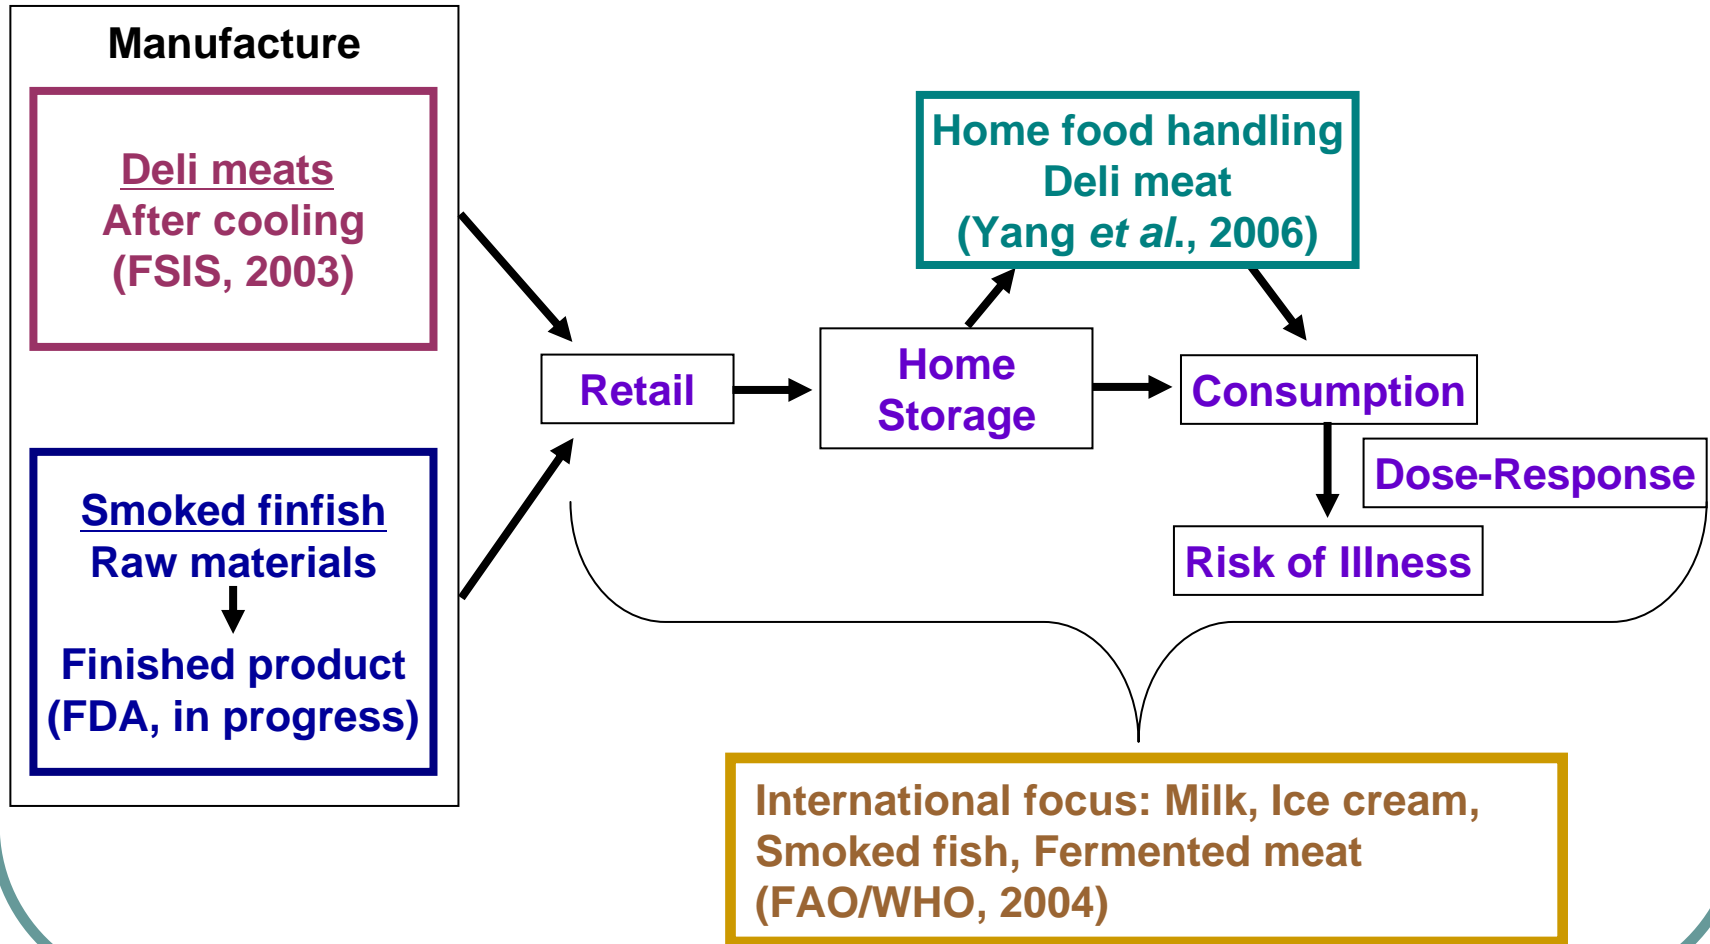 Manufacture
Deli meats
After cooling
(FSIS, 2003)
Smoked finfish
Raw materials
Finished product
(FDA, in progress)
Retail
Home
Storage
Home food handling
Deli meat
(Yang et al., 2006)
Consumption
Dose-Response
Risk of Illness
International focus: Milk, Ice cream,
Smoked fish, Fermented meat
(FAO/WHO, 2004)